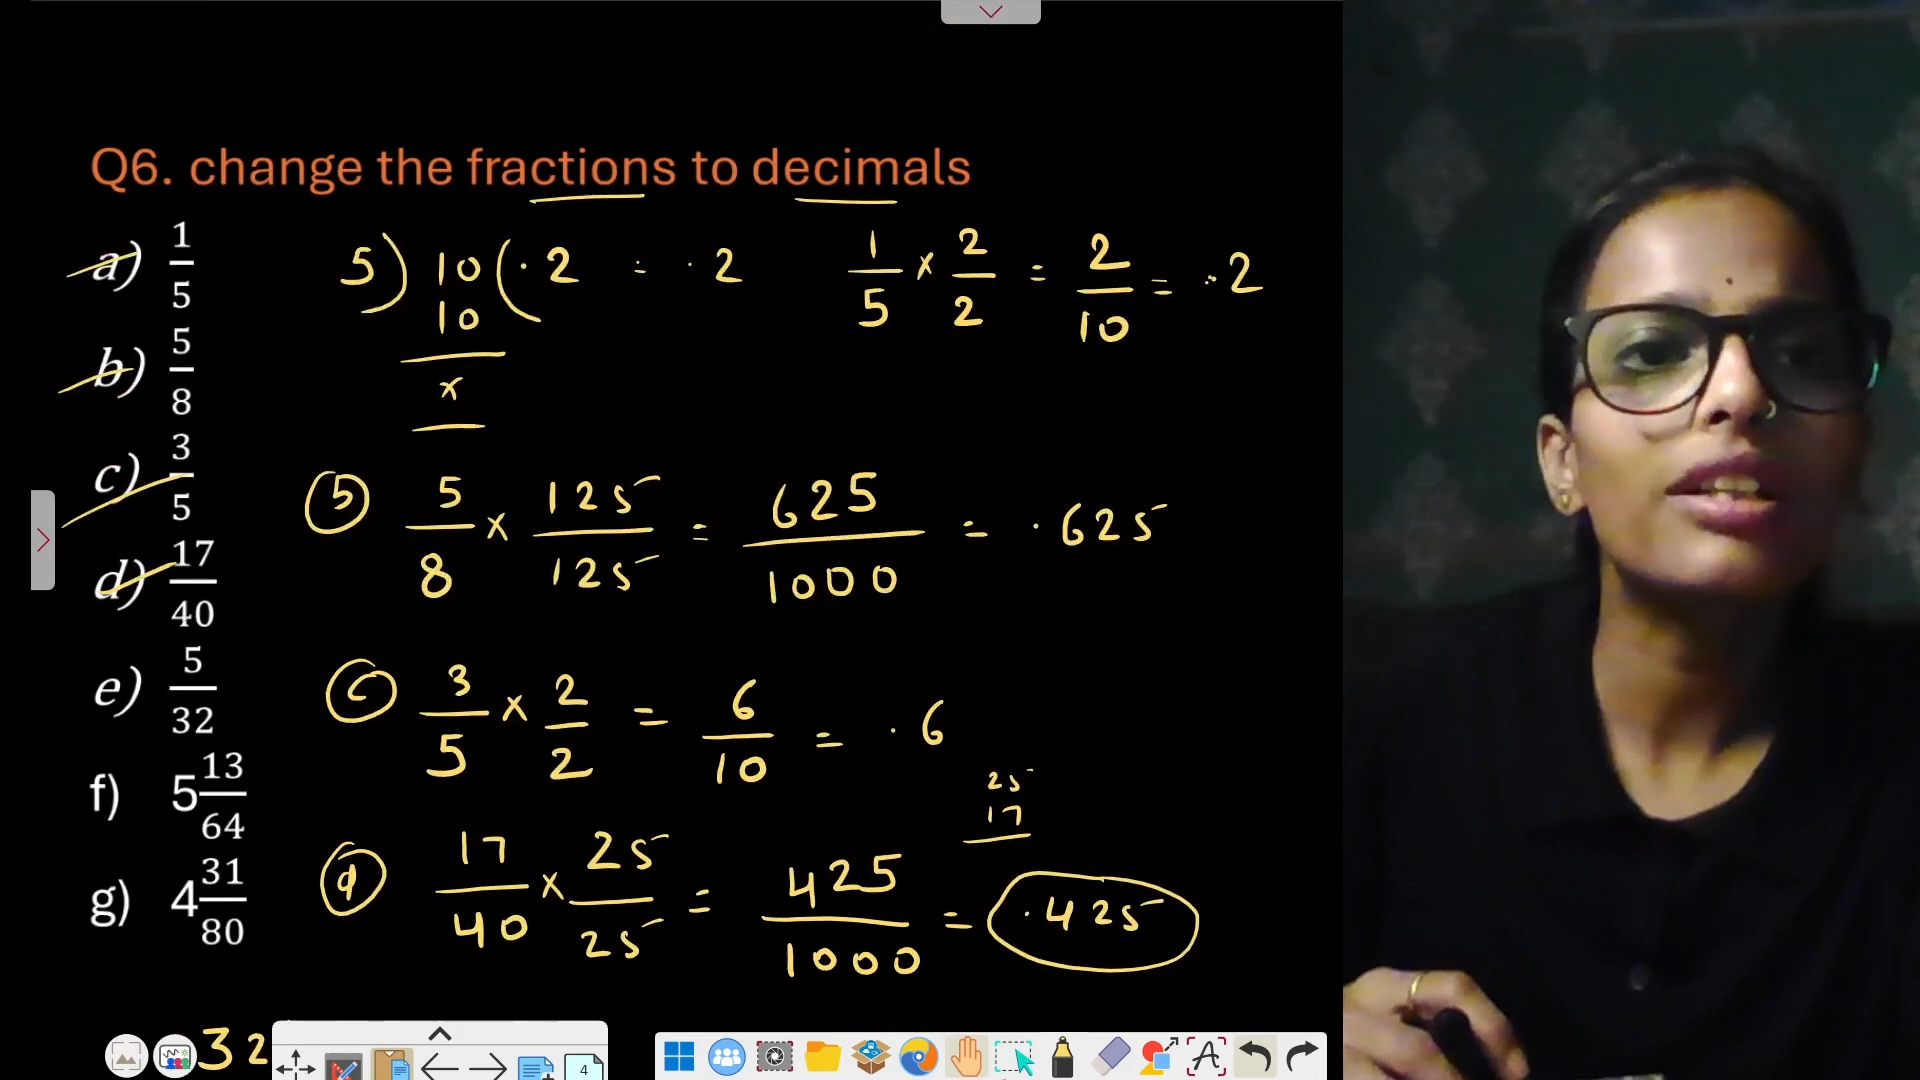 Q6. change the fractions to decimals
a) 1/5
5) 10 ( .2 = .2
10
x
1/5 x 2/2 = 2/10 = .2
b) 5/8
c) 3/5
d) 17/40
e) 5/32
f) 5 13/64
g) 4 31/80
b 5/8 x 125/125 = 625/1000 = .625
c 3/5 x 2/2 = 6/10 = .6
25
17
d 17/40 x 25/25 = 425/1000 = .425
32
4